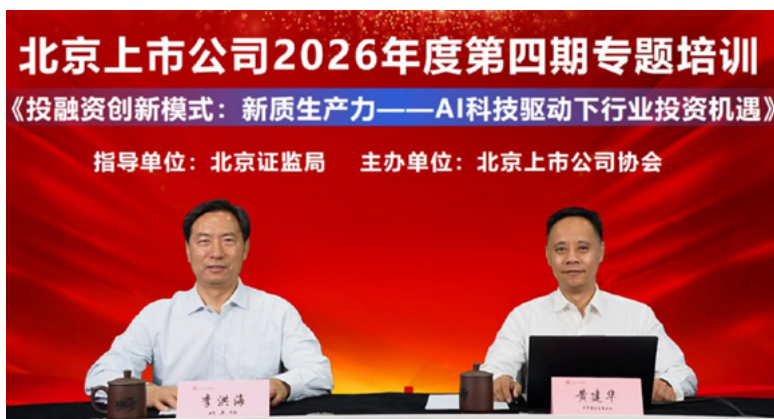 北京上市公司2026年度第四期专题培训
《投融资创新模式：新质生产力——AI科技驱动下行业投资机遇》
指导单位：北京证监局 主办单位：北京上市公司协会
李洪海
黄建华